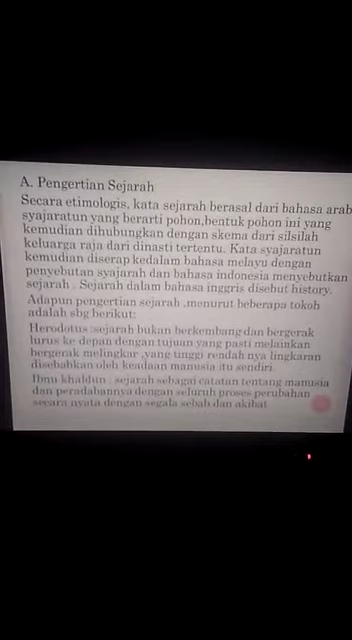 A. Pengertian Sejarah
Secara etimologis, kata sejarah berasal dari bahasa arab
syajaratun yang berarti pohon,bentuk pohon ini yang
kemudian dihubungkan dengan skema dari silsilah
keluarga raja dari dinasti tertentu. Kata syajaratun
kemudian diserap kedalam bahasa melayu dengan
penyebutan syajarah dan bahasa indonesia menyebutkan
sejarah . Sejarah dalam bahasa inggris disebut history.
Adapun pengertian sejarah ,menurut beberapa tokoh
adalah sbg berikut:
Herodotus :sejarah bukan berkembang dan bergerak
lurus ke depan dengan tujuan yang pasti melainkan
bergerak melingkar ,yang tinggi rendah nya lingkaran
disebabkan oleh keadaan manusia itu sendiri.
Ibnu khaldun : sejarah sebagai catatan tentang manusia
dan peradabannya dengan seluruh proses perubahan
secara nyata dengan segala sebab dan akibat